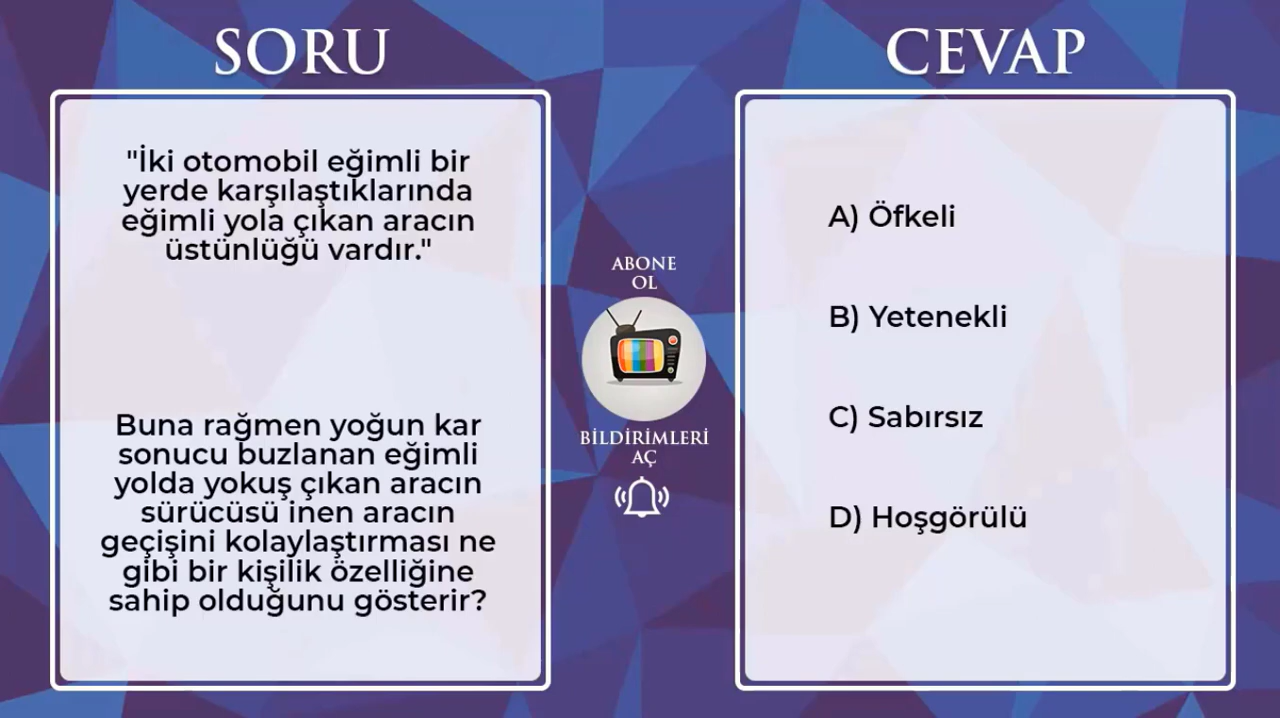 SORU
"İki otomobil eğimli bir
yerde karşılaştıklarında
eğimli yola çıkan aracın
üstünlüğü vardır."
Buna rağmen yoğun kar
sonucu buzlanan eğimli
yolda yokuş çıkan aracın
sürücüsü inen aracın
geçişini kolaylaştırması ne
gibi bir kişilik özelliğine
sahip olduğunu gösterir?
ABONE
OL
BİLDİRİMLERİ
AÇ
CEVAP
A) Öfkeli
B) Yetenekli
C) Sabırsız
D) Hoşgörülü